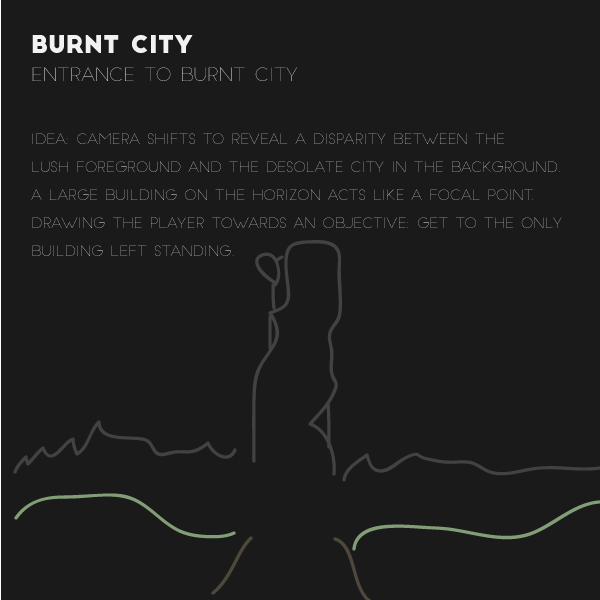 BURNT CITY
ENTRANCE TO BURNT CITY
IDEA: CAMERA SHIFTS TO REVEAL A DISPARITY BETWEEN THE
LUSH FOREGROUND AND THE DESOLATE CITY IN THE BACKGROUND.
A LARGE BUILDING ON THE HORIZON ACTS LIKE A FOCAL POINT.
DRAWING THE PLAYER TOWARDS AN OBJECTIVE: GET TO THE ONLY
BUILDING LEFT STANDING.